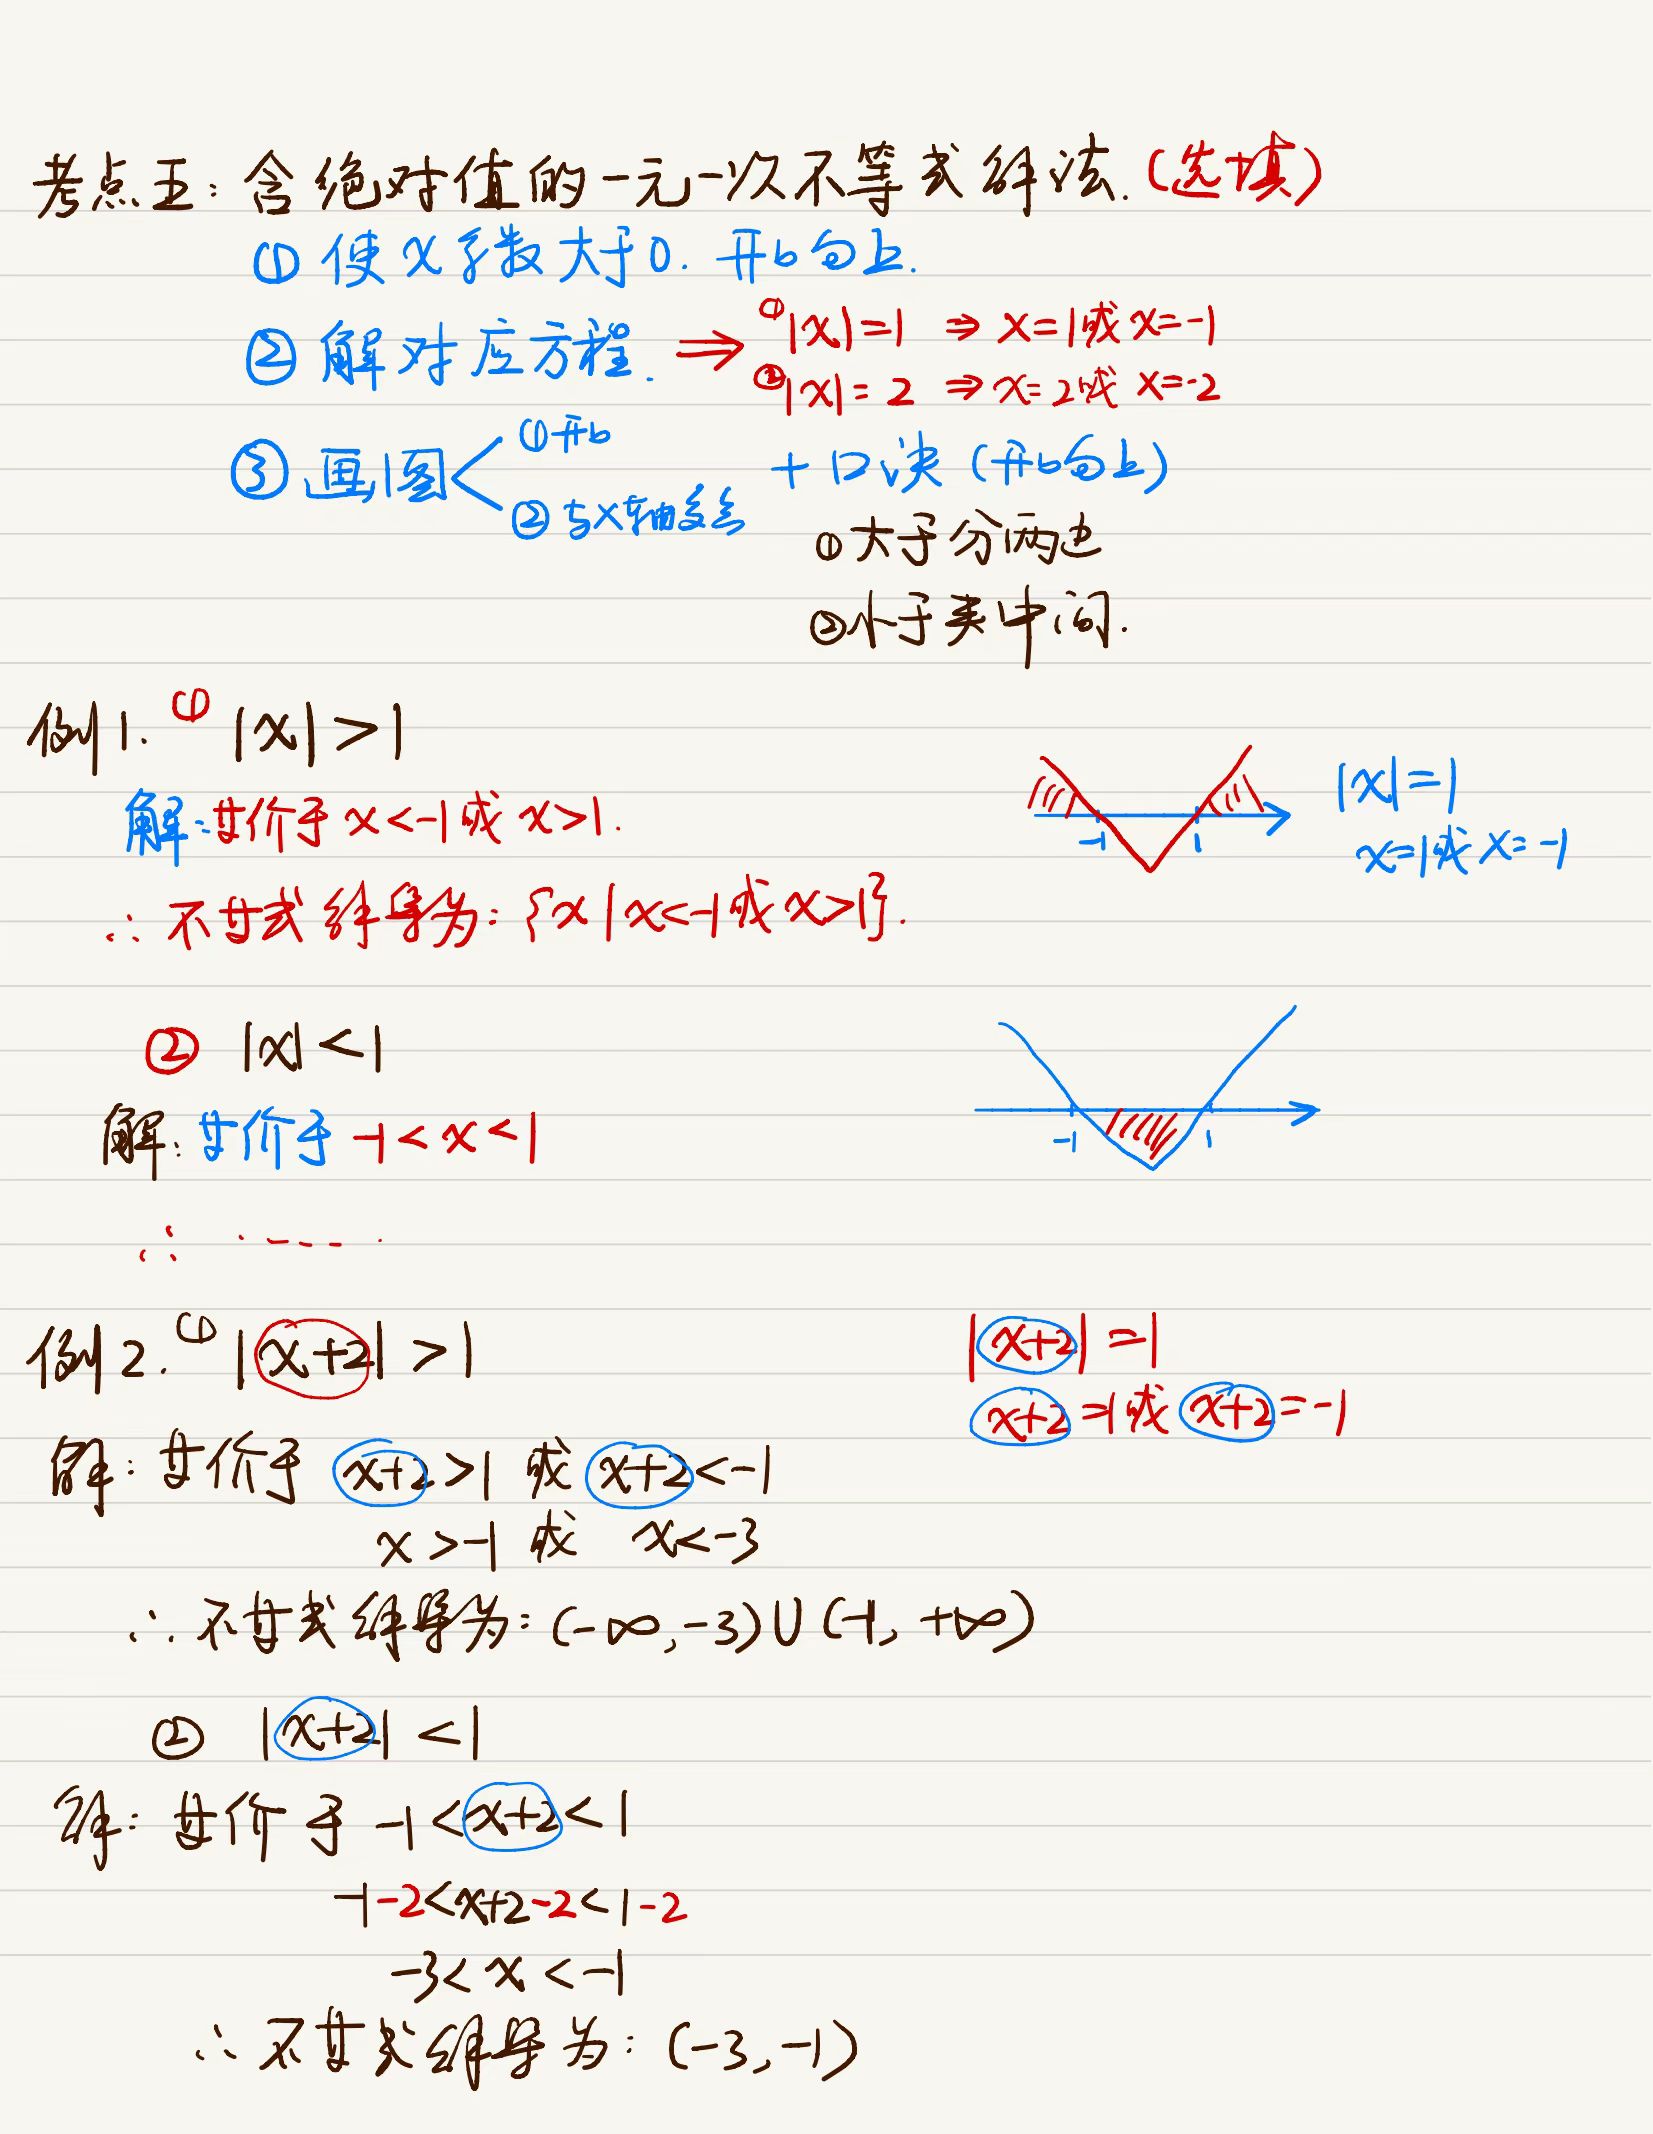 考点五：含绝对值的一元一次不等式解法.(选填)
① 使x系数大于0. 开口向上.
② 解对应方程. ⇒ ①|x|=1 ⇒ x=1或x=-1
②|x|=2 ⇒ x=2或 x=-2
③ 画图 ①开口 ②与x轴交点 + 口诀 (开口向上)
①大于分两边
②小于夹中间.
例1. ① |x|>1
解:等价于 x<-1或 x>1.
∴ 不等式解集为: {x|x<-1或x>1}.
-1 1
|x|=1
x=1或x=-1
② |x|<1
解: 等价于 -1<x<1
∴ ·----·
-1 1
例2. ① |x+2|>1
|x+2|=1
x+2=1或x+2=-1
解: 等价于 x+2>1 或 x+2<-1
x>-1 或 x<-3
∴ 不等式解集为: (-∞,-3)∪(-1,+∞)
② |x+2|<1
解: 等价于 -1<x+2<1
-1-2<x+2-2<1-2
-3<x<-1
∴ 不等式解集为: (-3,-1)